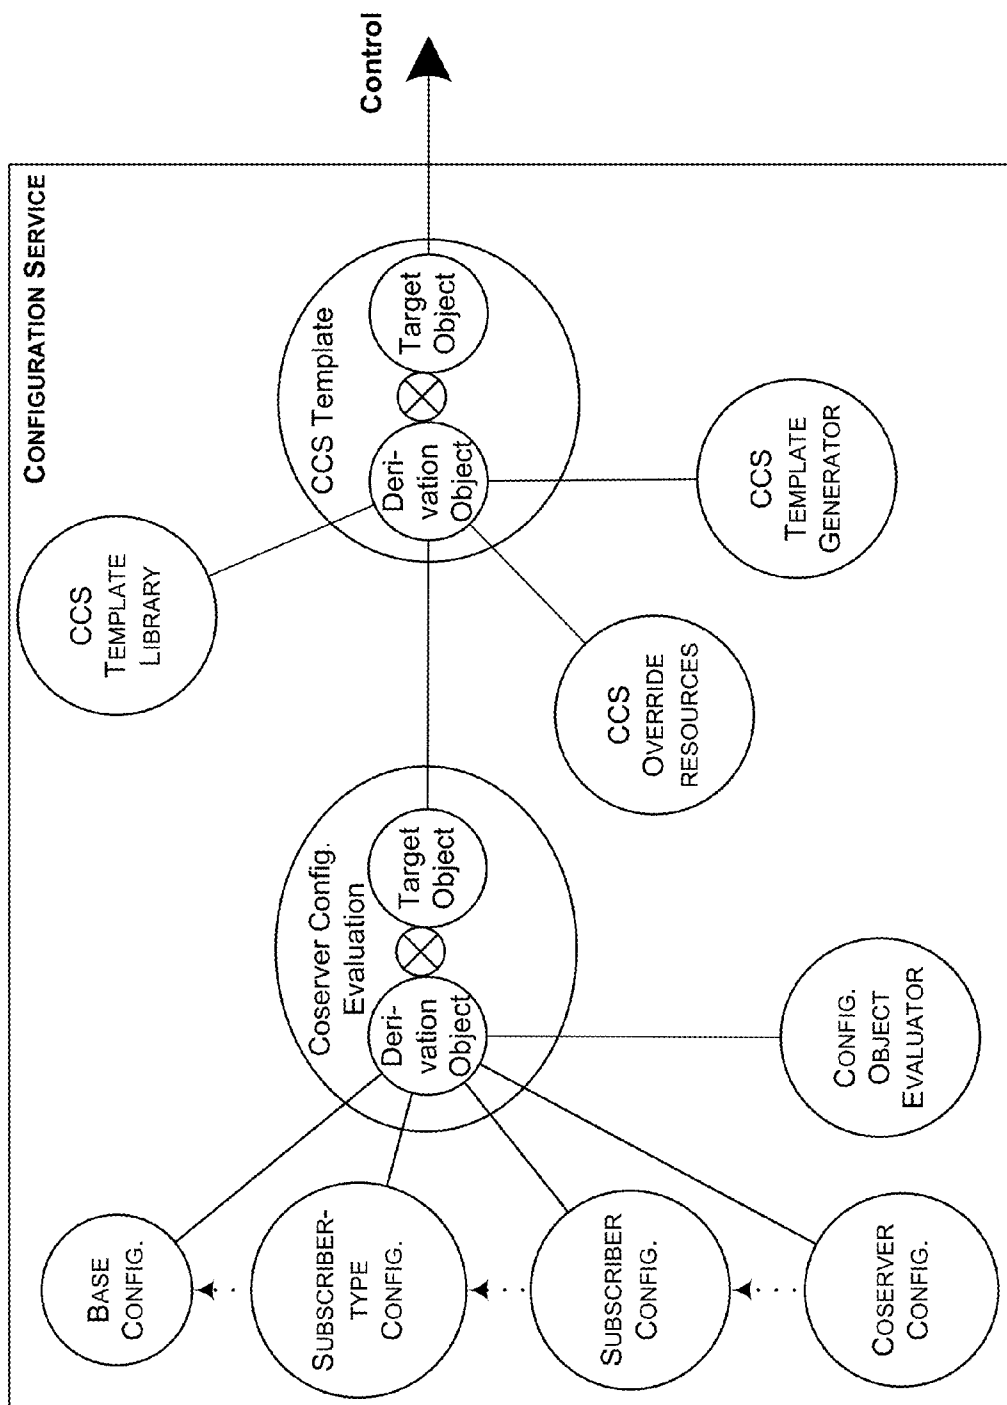 CONFIGURATION SERVICE
Control
CCS
TEMPLATE
LIBRARY
CCS Template
Deri-
vation
Object
Target
Object
CCS
OVERRIDE
RESOURCES
CCS
TEMPLATE
GENERATOR
Coserver Config.
Evaluation
Deri-
vation
Object
Target
Object
CONFIG.
OBJECT
EVALUATOR
BASE
CONFIG.
SUBSCRIBER-
TYPE
CONFIG.
SUBSCRIBER
CONFIG.
COSERVER
CONFIG.